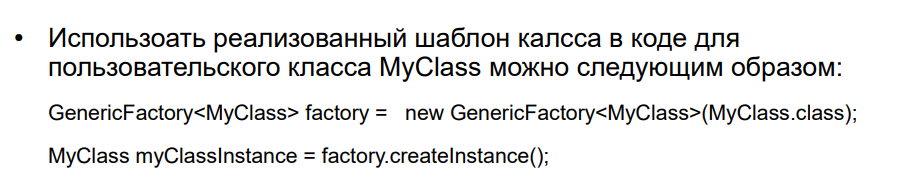 • Использоать реализованный шаблон калсса в коде для
пользовательского класса MyClass можно следующим образом:
GenericFactory<MyClass> factory =   new GenericFactory<MyClass>(MyClass.class);
MyClass myClassInstance = factory.createInstance();